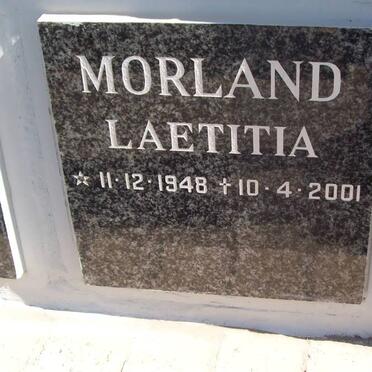 MORLAND
LAETITIA
☆ 11·12·1948 † 10·4·2001